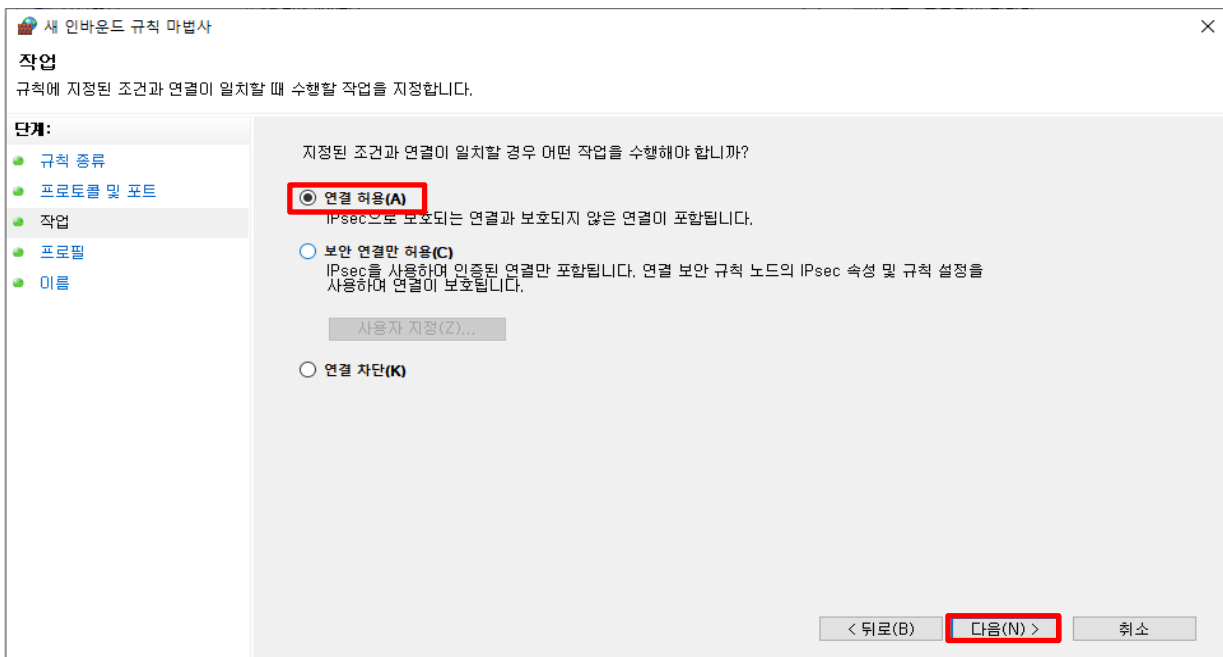 새 인바운드 규칙 마법사
작업
규칙에 지정된 조건과 연결이 일치할 때 수행할 작업을 지정합니다.
단계:
규칙 종류
프로토콜 및 포트
작업
프로필
이름
지정된 조건과 연결이 일치할 경우 어떤 작업을 수행해야 합니까?
연결 허용(A)
IPsec으로 보호되는 연결과 보호되지 않은 연결이 포함됩니다.
보안 연결만 허용(C)
IPsec을 사용하여 인증된 연결만 포함됩니다. 연결 보안 규칙 노드의 IPsec 속성 및 규칙 설정을
사용하여 연결이 보호됩니다.
사용자 지정(Z)...
연결 차단(K)
< 뒤로(B)
다음(N) >
취소